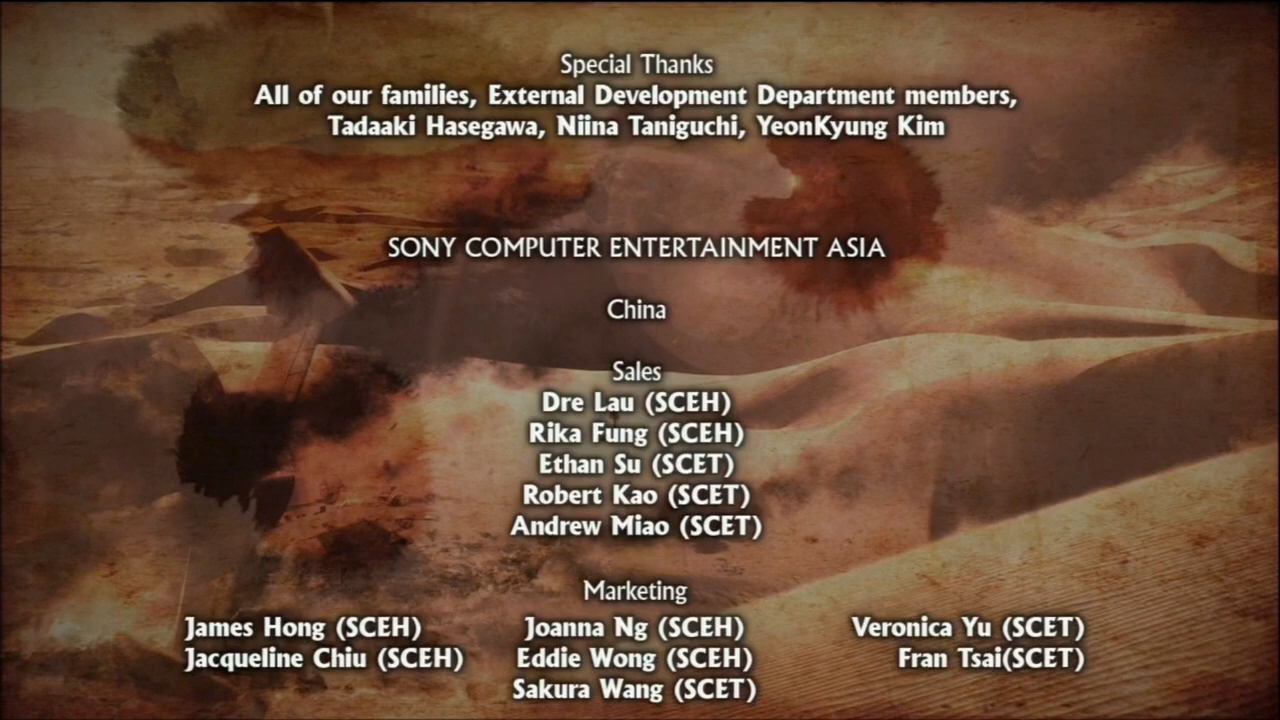 Special Thanks
All of our families, External Development Department members,
Tadaaki Hasegawa, Niina Taniguchi, YeonKyung Kim
SONY COMPUTER ENTERTAINMENT ASIA
China
Sales
Dre Lau (SCEH)
Rika Fung (SCEH)
Ethan Su (SCET)
Robert Kao (SCET)
Andrew Miao (SCET)
Marketing
James Hong (SCEH) Joanna Ng (SCEH) Veronica Yu (SCET)
Jacqueline Chiu (SCEH) Eddie Wong (SCEH) Fran Tsai(SCET)
Sakura Wang (SCET)